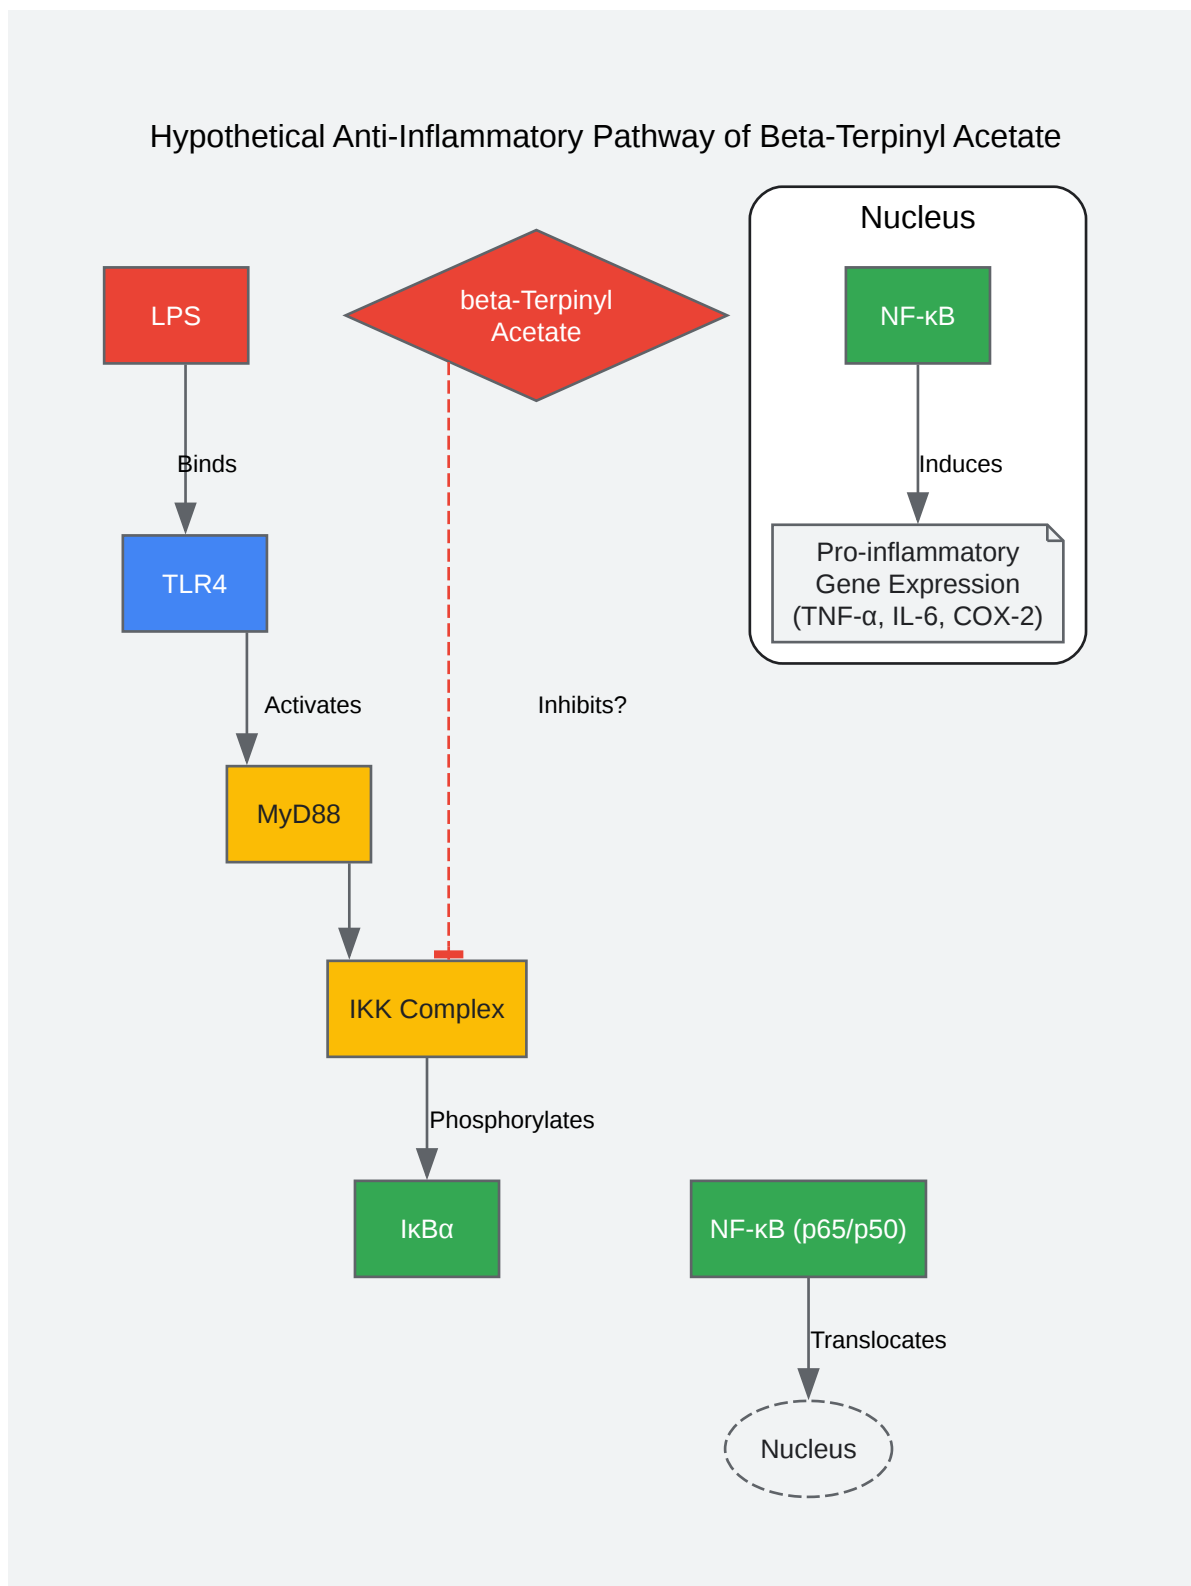 Hypothetical Anti-Inflammatory Pathway of Beta-Terpinyl Acetate
Nucleus
LPS
beta-Terpinyl
Acetate
NF-κB
Binds
Induces
TLR4
Pro-inflammatory
Gene Expression
(TNF-α, IL-6, COX-2)
Activates
Inhibits?
MyD88
IKK Complex
Phosphorylates
IκBα
NF-κB (p65/p50)
Translocates
Nucleus